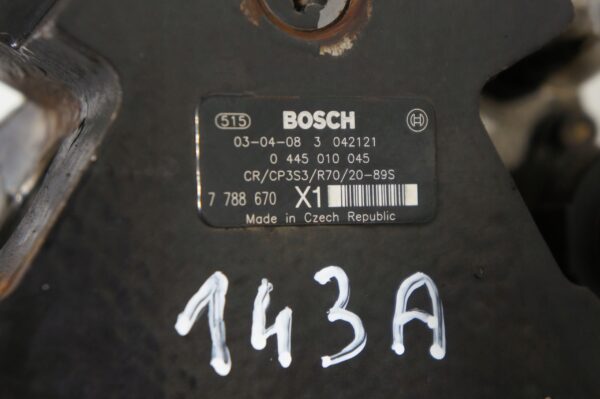 515 BOSCH
03-04-08 3 042121
0 445 010 045
CR/CP3S3/R70/20-89S
7 788 670 X1
Made in Czech Republic
143A